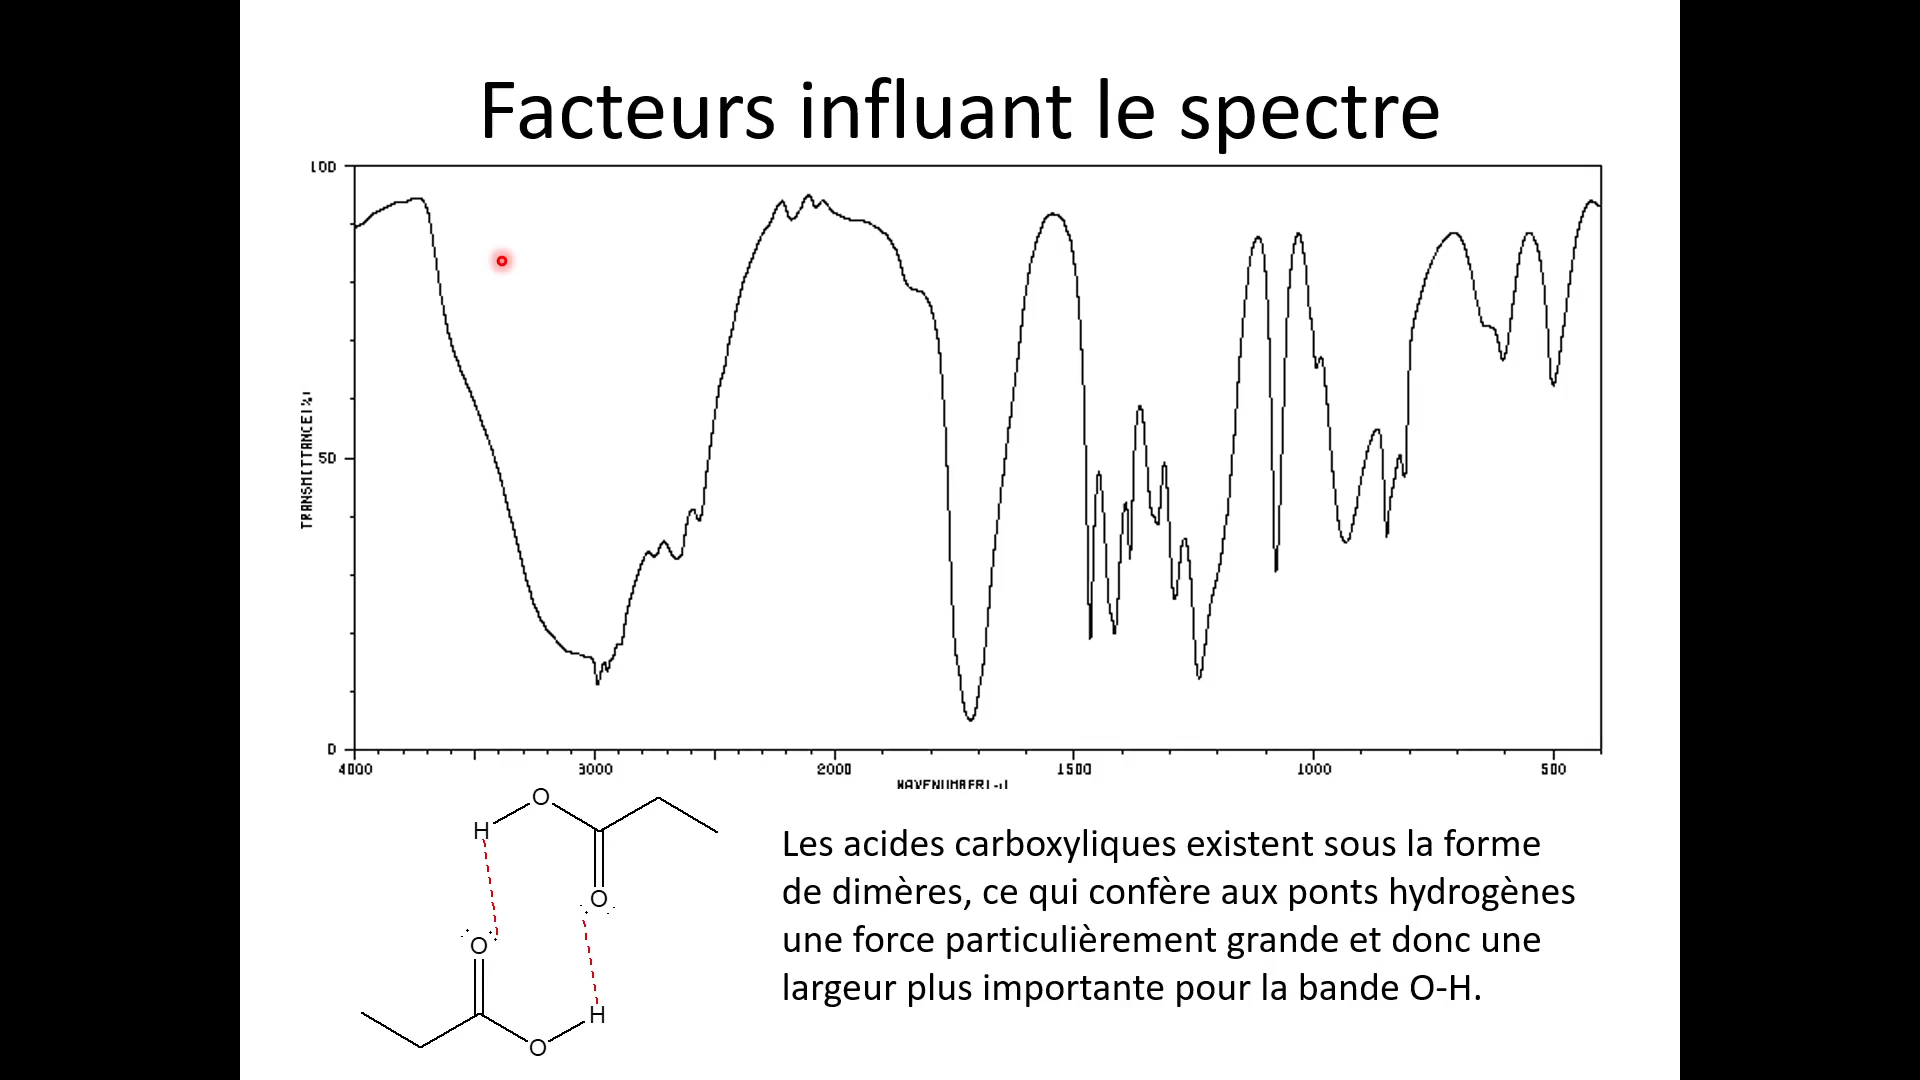 Facteurs influant le spectre
100
TRANSMITTANCE(%)
50
0
4000 3000 2000 1500 1000 500
O
H
O
O
H
O
Les acides carboxyliques existent sous la forme
de dimères, ce qui confère aux ponts hydrogènes
une force particulièrement grande et donc une
largeur plus importante pour la bande O-H.